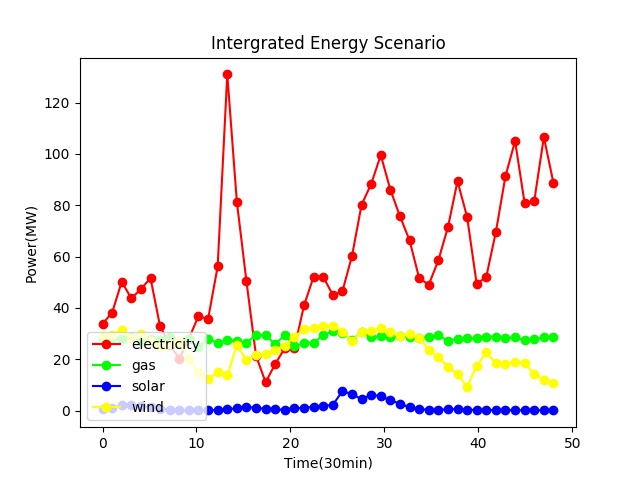 Intergrated Energy Scenario
Power(MW)
120
100
80
60
40
20
0
electricity
gas
solar
wind
0 10 20 30 40 50
Time(30min)